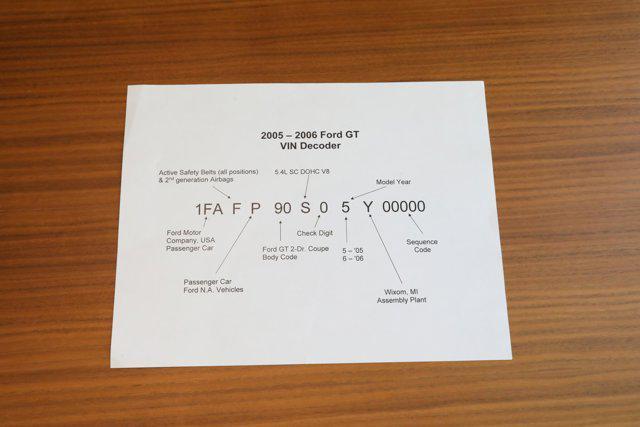 2005 – 2006 Ford GT
VIN Decoder
Active Safety Belts (all positions)
& 2nd generation Airbags
5.4L SC DOHC V8
Model Year
1FA F P 90 S 0 5 Y 00000
Ford Motor
Company, USA
Passenger Car
Ford GT 2-Dr. Coupe
Body Code
Check Digit
5 – '05
6 – '06
Sequence
Code
Passenger Car
Ford N.A. Vehicles
Wixom, MI
Assembly Plant